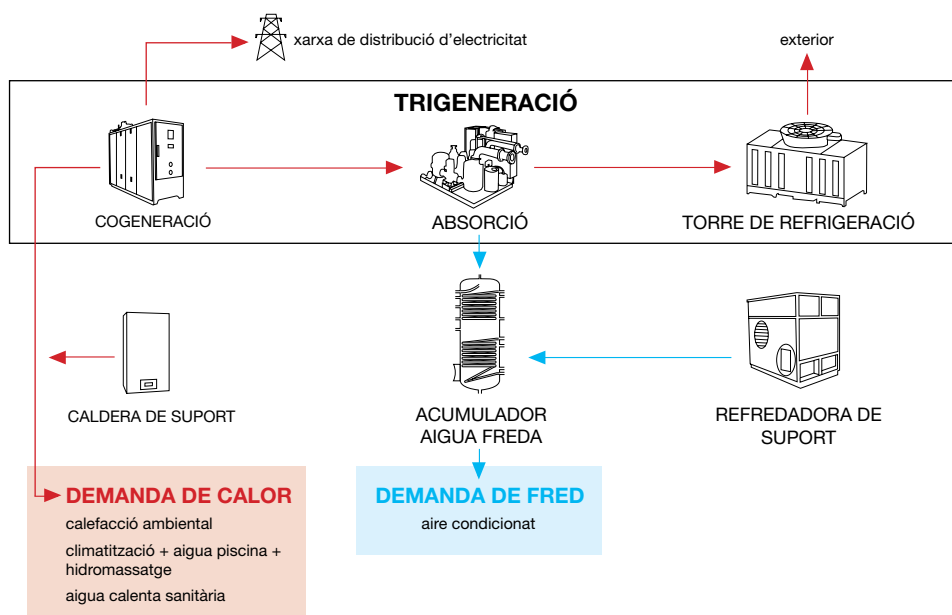 xarxa de distribució d'electricitat
exterior
TRIGENERACIÓ
COGENERACIÓ
ABSORCIÓ
TORRE DE REFRIGERACIÓ
CALDERA DE SUPORT
ACUMULADOR
AIGUA FREDA
REFREDADORA DE
SUPORT
DEMANDA DE CALOR
calefacció ambiental
climatització + aigua piscina +
hidromassatge
aigua calenta sanitària
DEMANDA DE FRED
aire condicionat